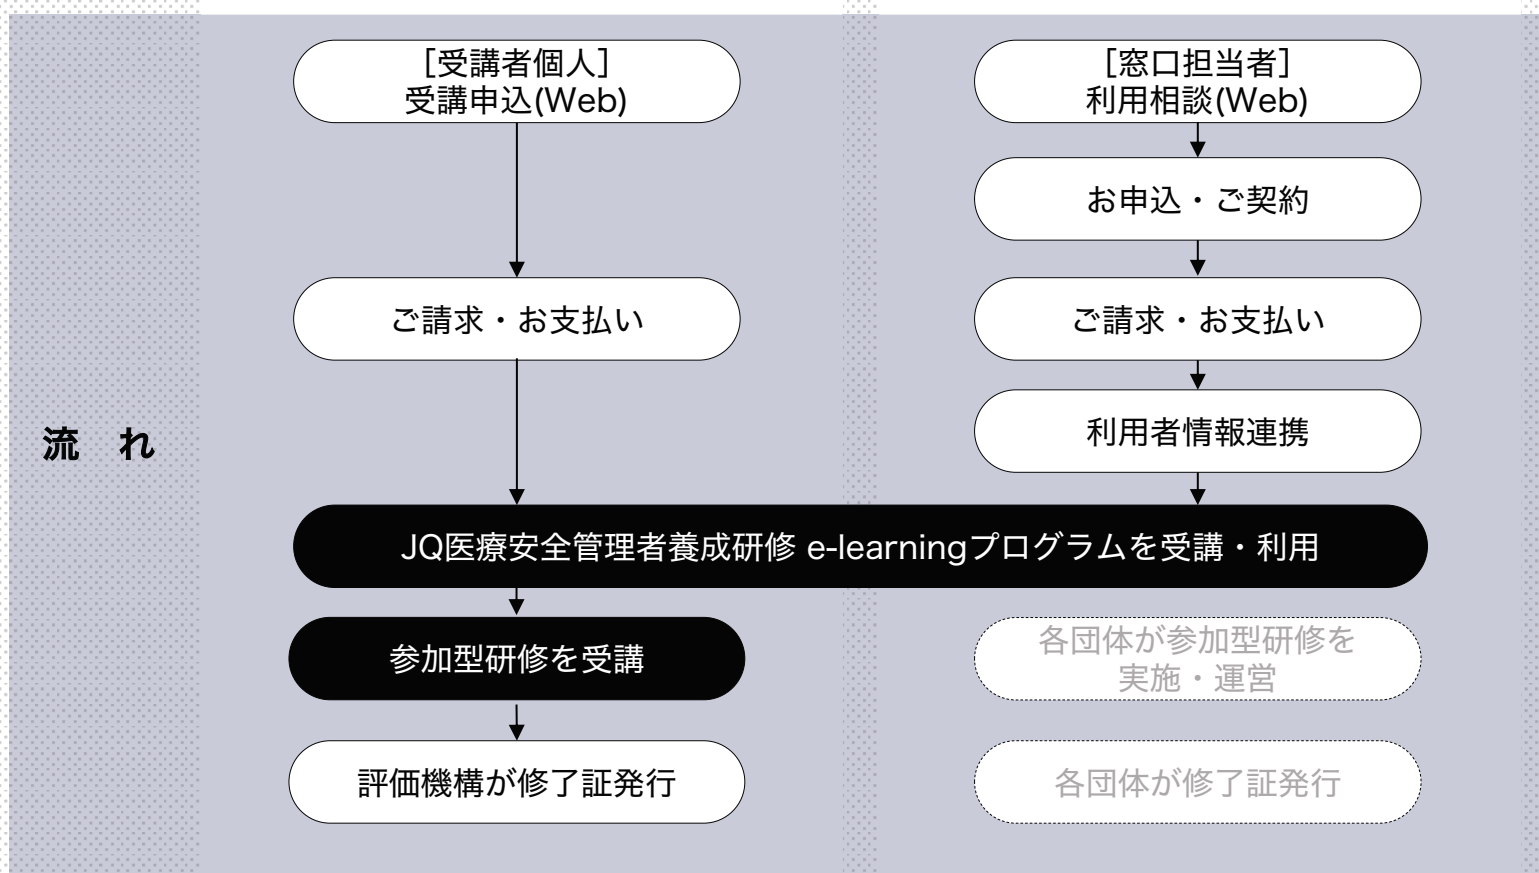 流 れ
［受講者個人］
受講申込(Web)
ご請求・お支払い
［窓口担当者］
利用相談(Web)
お申込・ご契約
ご請求・お支払い
利用者情報連携
JQ医療安全管理者養成研修 e-learningプログラムを受講・利用
参加型研修を受講
評価機構が修了証発行
各団体が参加型研修を
実施・運営
各団体が修了証発行